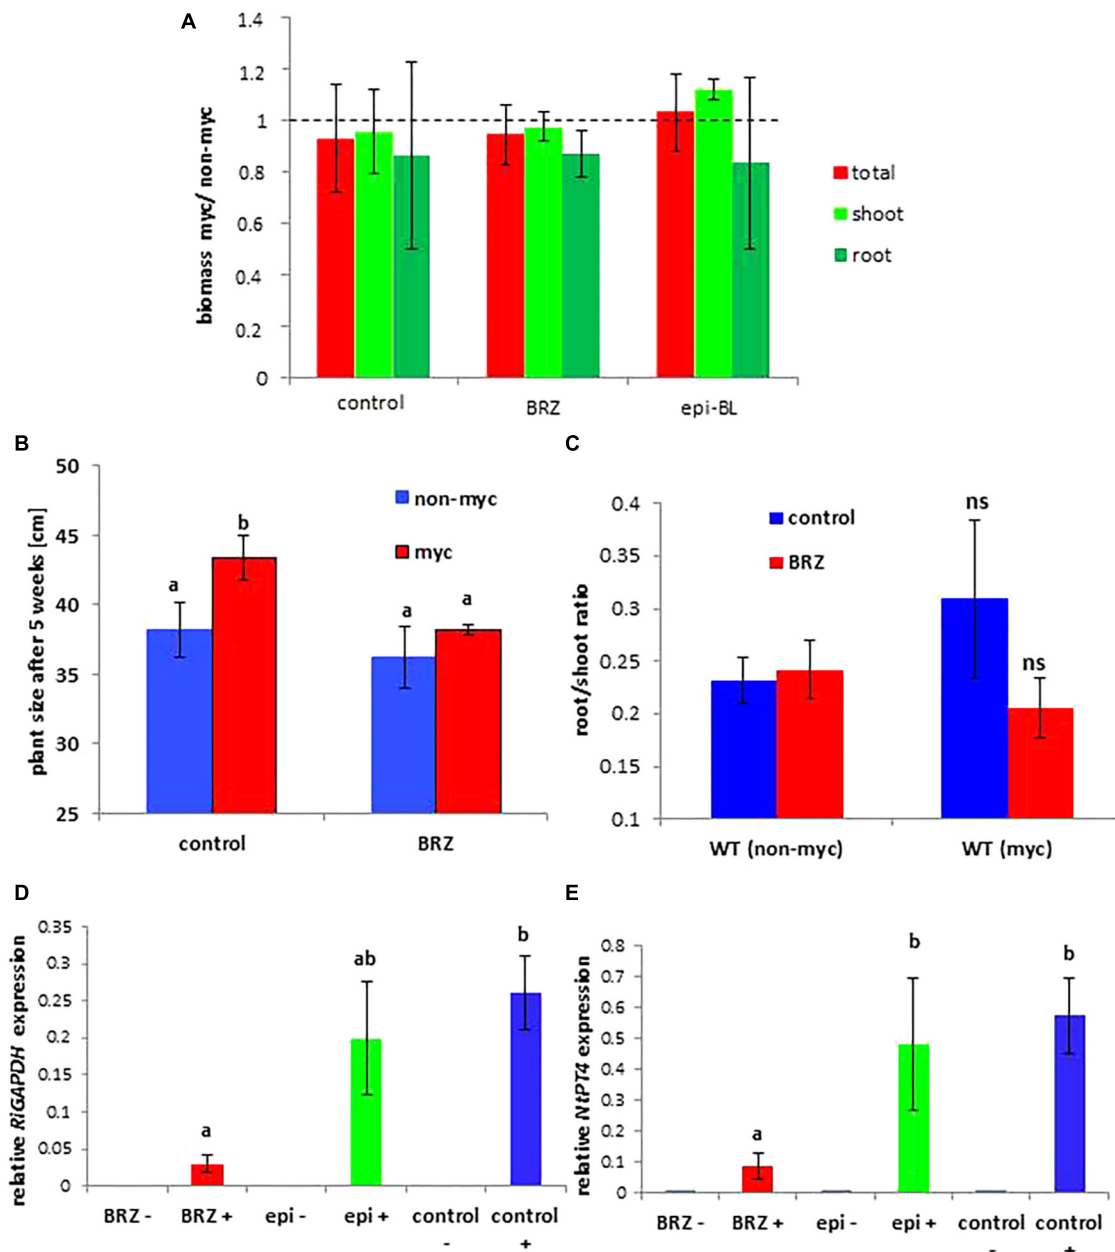 A
biomass myc/ non-myc
1.4
1.2
1
0.8
0.6
0.4
0.2
0
control
BRZ
epi-BL
total
shoot
root
B
plant size after 5 weeks [cm]
50
45
40
35
30
25
a
b
a
a
non-myc
myc
control
BRZ
C
root/shoot ratio
0.4
0.35
0.3
0.25
0.2
0.15
0.1
control
BRZ
ns
ns
WT (non-myc)
WT (myc)
D
relative RiGAPDH expression
0.35
0.3
0.25
0.2
0.15
0.1
0.05
0
a
ab
b
BRZ -
BRZ +
epi -
epi +
control
-
control
+
E
relative NtPT4 expression
0.8
0.7
0.6
0.5
0.4
0.3
0.2
0.1
0
a
b
b
BRZ -
BRZ +
epi -
epi +
control
-
control
+